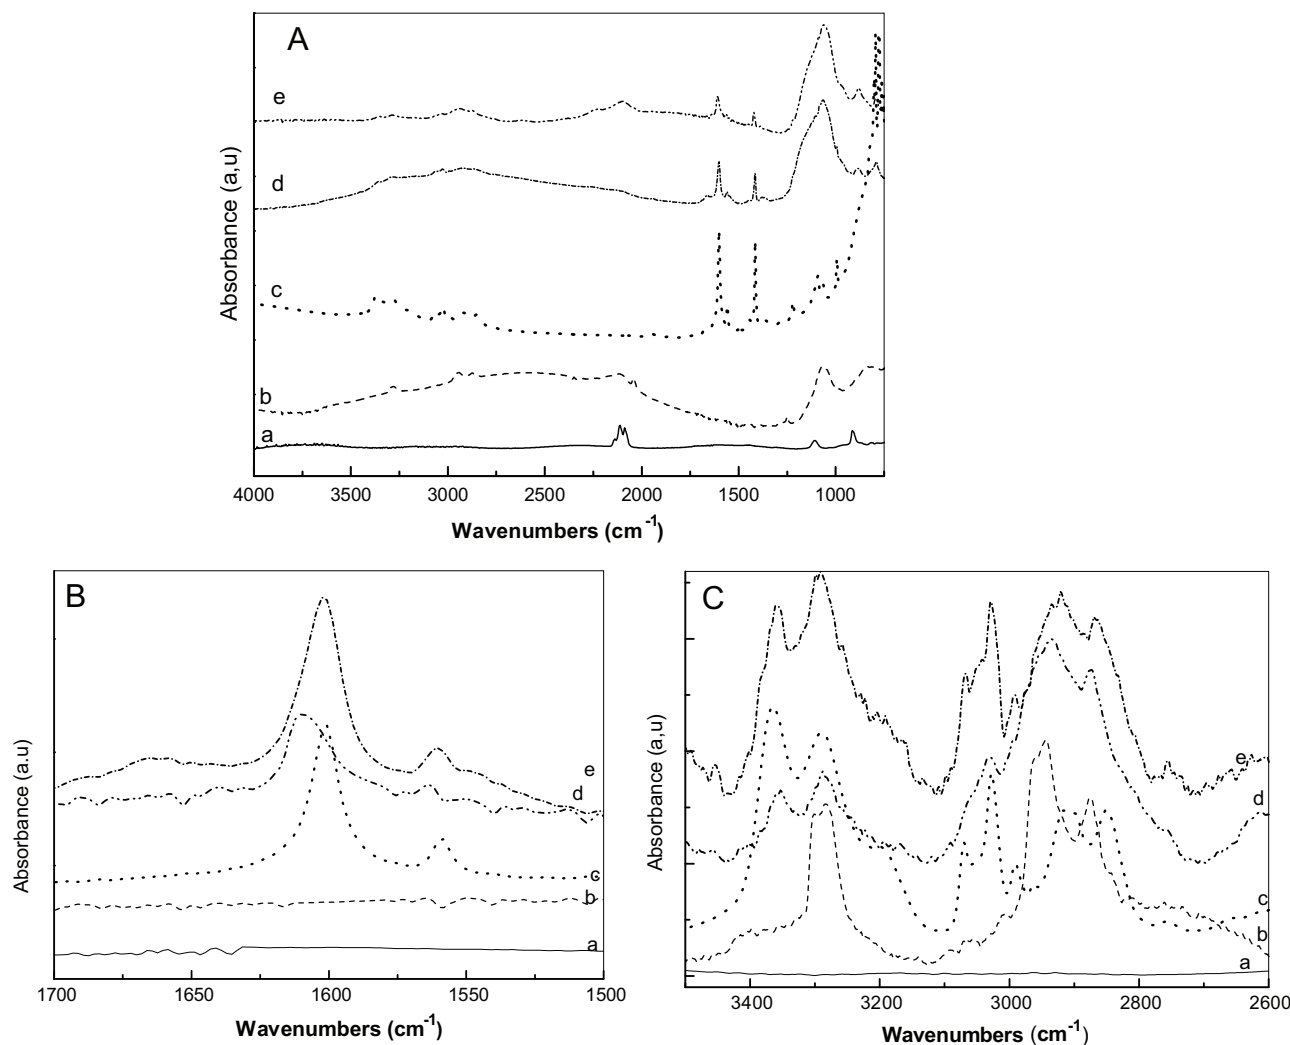 A
e
d
c
b
a
Absorbance (a,u)
4000 3500 3000 2500 2000 1500 1000
Wavenumbers (cm⁻¹)
B
e
d
c
b
a
Absorbance (a.u)
1700 1650 1600 1550 1500
Wavenumbers (cm⁻¹)
C
e
d
c
b
a
Absorbance (a,u)
3400 3200 3000 2800 2600
Wavenumbers (cm⁻¹)